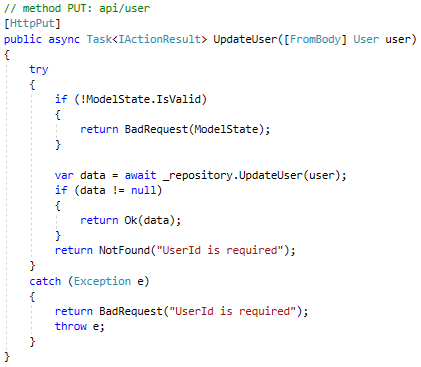 // method PUT: api/user
[HttpPut]
public async Task<IActionResult> UpdateUser([FromBody] User user)
{
    try
    {
        if (!ModelState.IsValid)
        {
            return BadRequest(ModelState);
        }

        var data = await _repository.UpdateUser(user);
        if (data != null)
        {
            return Ok(data);
        }
        return NotFound("UserId is required");
    }
    catch (Exception e)
    {
        return BadRequest("UserId is required");
        throw e;
    }
}